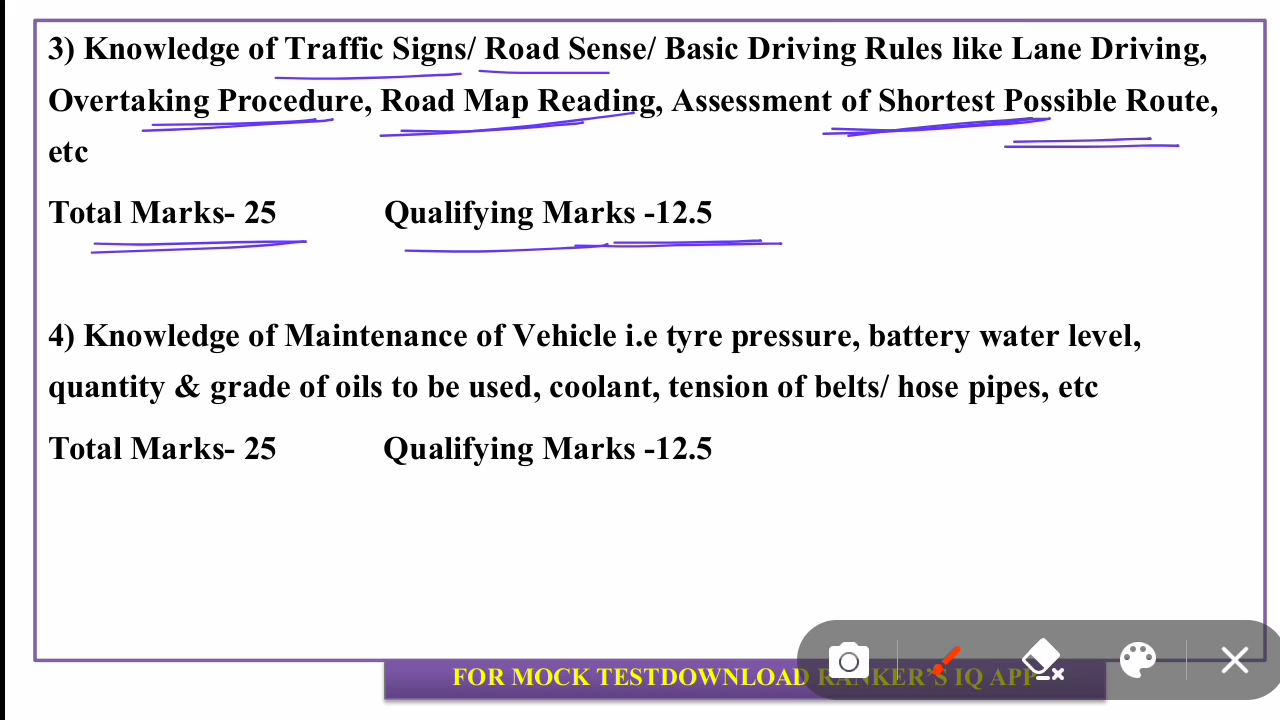 3) Knowledge of Traffic Signs/ Road Sense/ Basic Driving Rules like Lane Driving,
Overtaking Procedure, Road Map Reading, Assessment of Shortest Possible Route,
etc
Total Marks- 25 Qualifying Marks -12.5
4) Knowledge of Maintenance of Vehicle i.e tyre pressure, battery water level,
quantity & grade of oils to be used, coolant, tension of belts/ hose pipes, etc
Total Marks- 25 Qualifying Marks -12.5
FOR MOCK TESTDOWNLOAD RANKER'S IQ APP